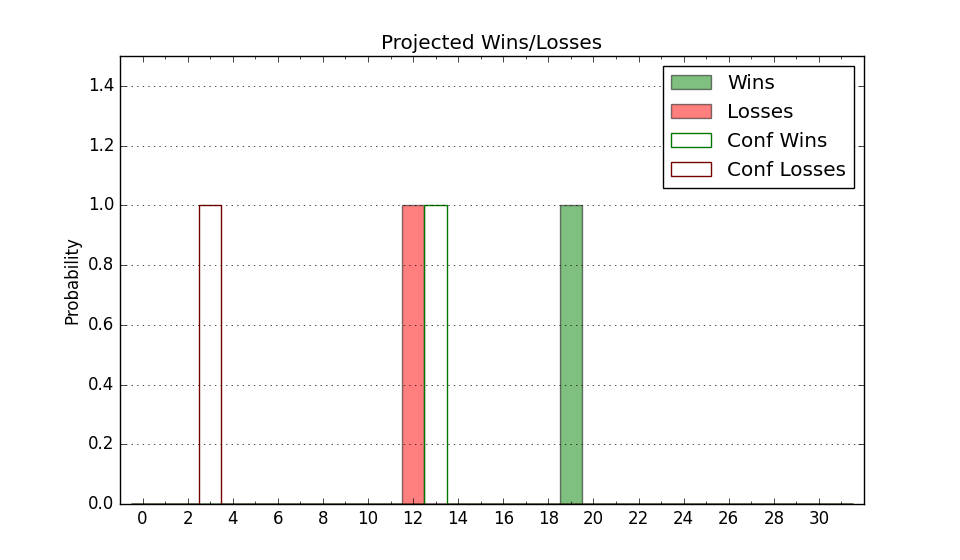 Projected Wins/Losses
Wins
Losses
Conf Wins
Conf Losses
Probability
1.4
1.2
1.0
0.8
0.6
0.4
0.2
0.0
0 2 4 6 8 10 12 14 16 18 20 22 24 26 28 30